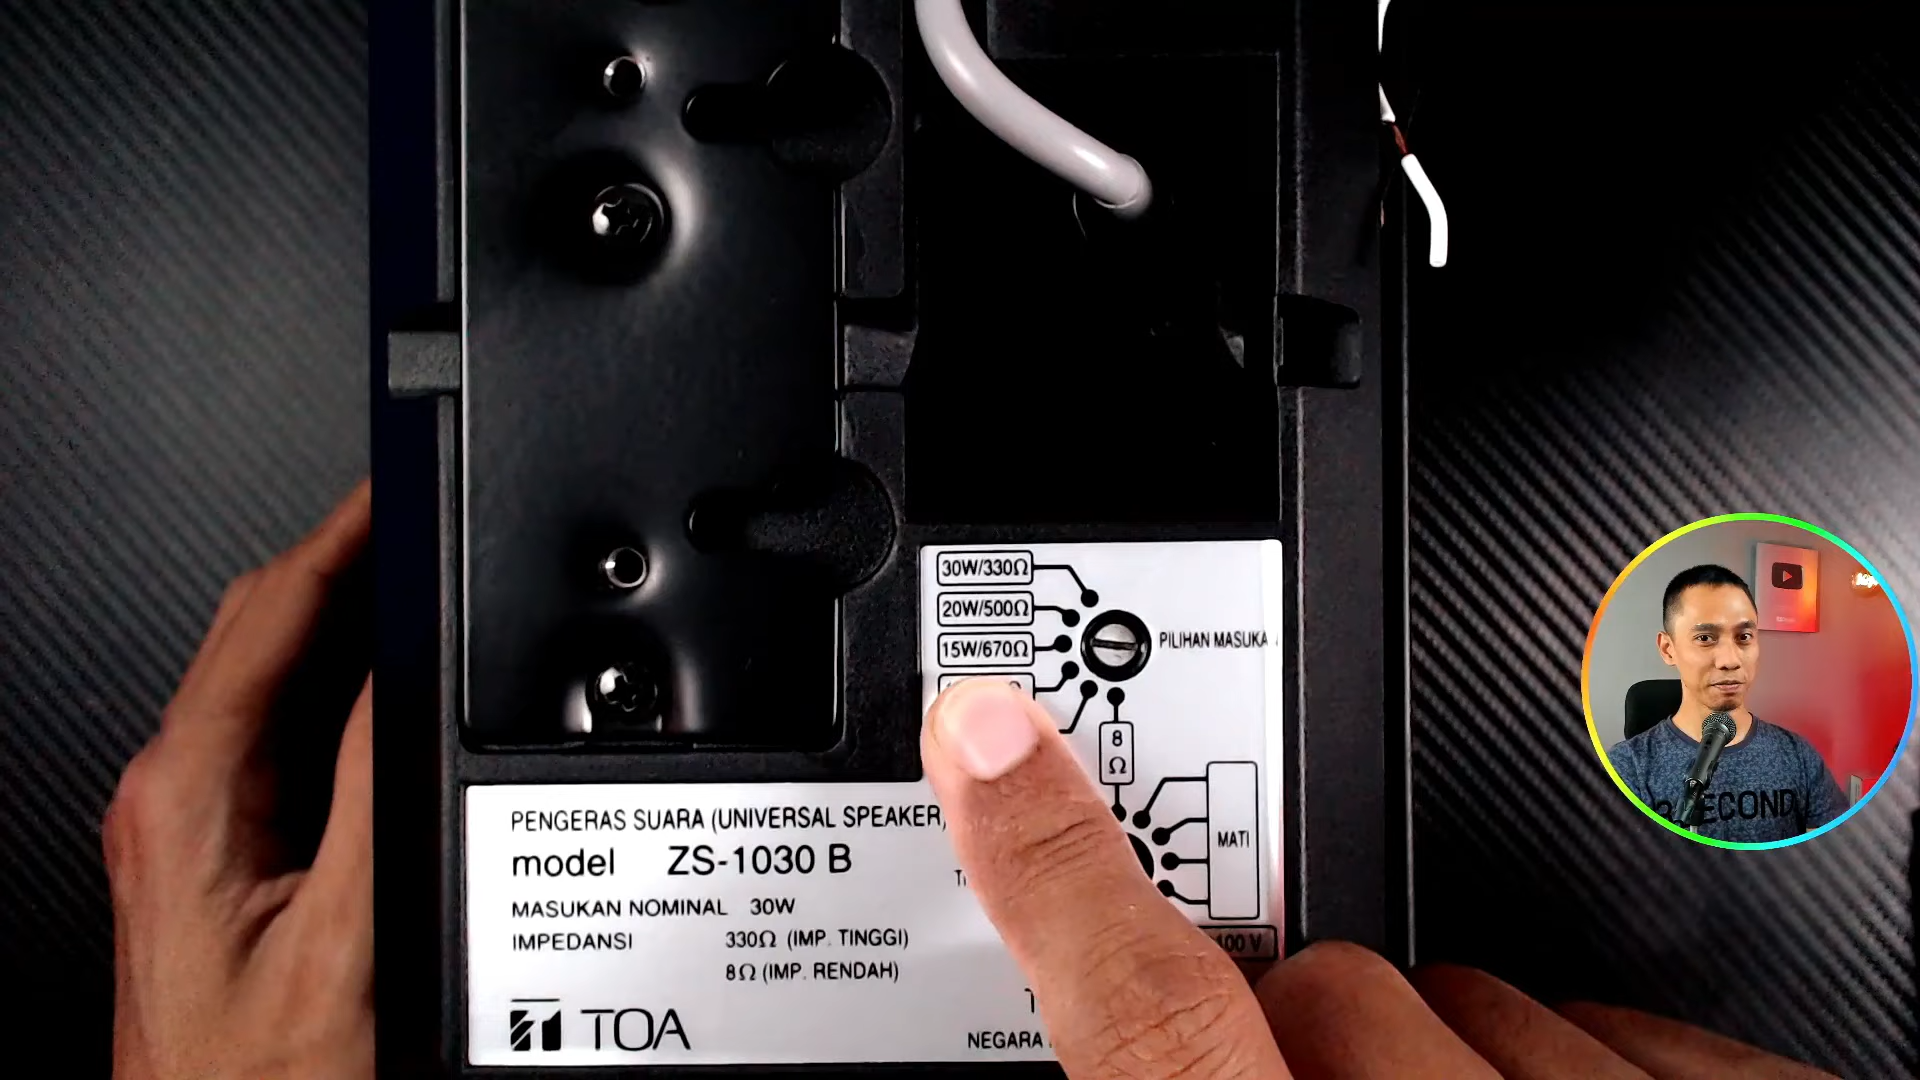 30W/330Ω
20W/500Ω
15W/670Ω
PILIHAN MASUKA
8
Ω
MATI
100 V
PENGERAS SUARA (UNIVERSAL SPEAKER)
model ZS-1030 B
MASUKAN NOMINAL 30W
IMPEDANSI 330Ω (IMP. TINGGI)
8Ω (IMP. RENDAH)
TOA
NEGARA
ECOND